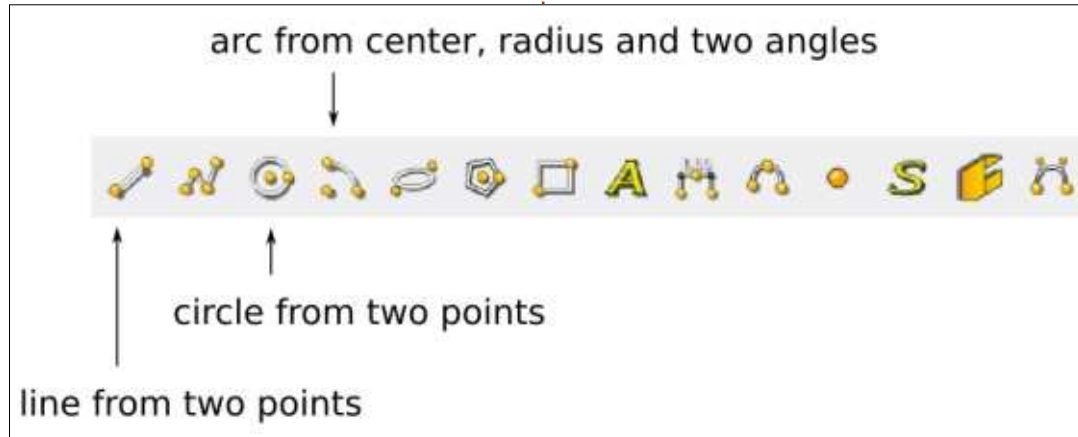 arc from center, radius and two angles
A
S
circle from two points
line from two points